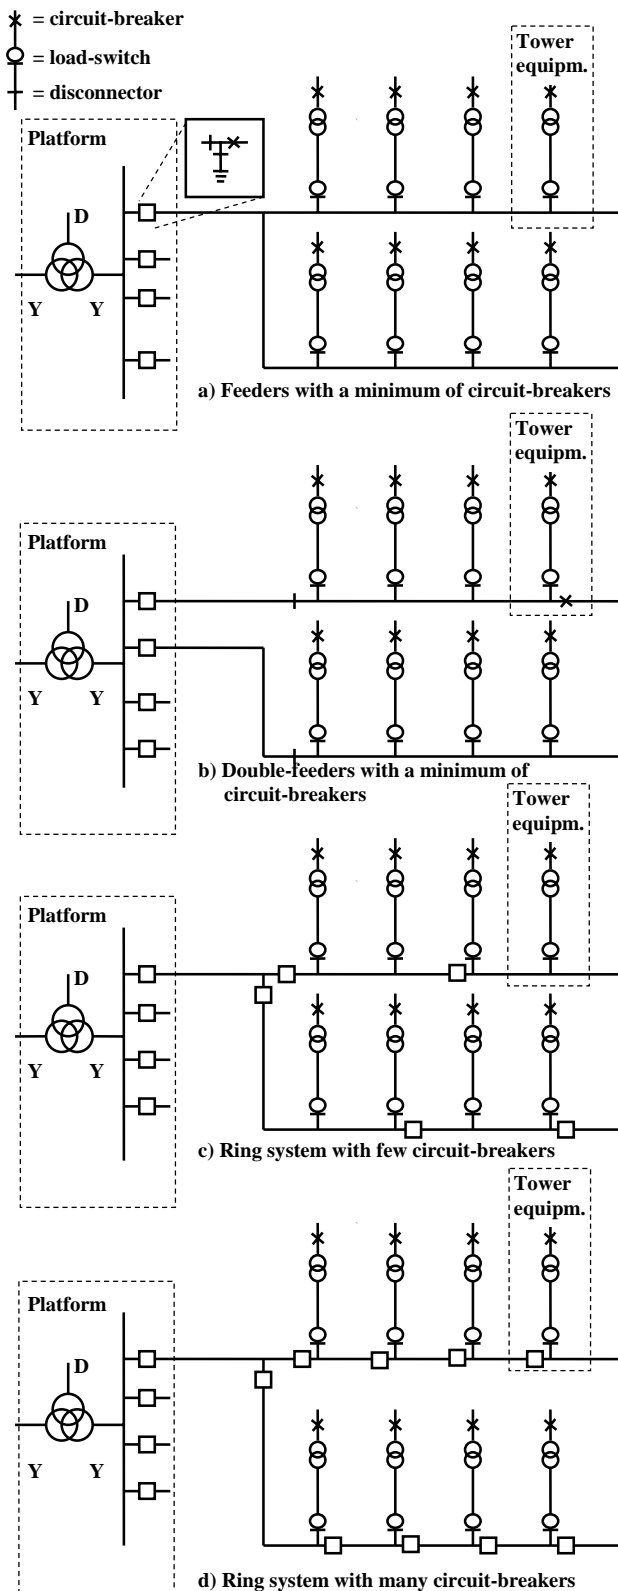 = circuit-breaker
= load-switch
= disconnector
Tower
equipm.
Platform
D
Y Y
a) Feeders with a minimum of circuit-breakers
Tower
equipm.
Platform
D
Y Y
b) Double-feeders with a minimum of
circuit-breakers
Tower
equipm.
Platform
D
Y Y
c) Ring system with few circuit-breakers
Tower
equipm.
Platform
D
Y Y
d) Ring system with many circuit-breakers